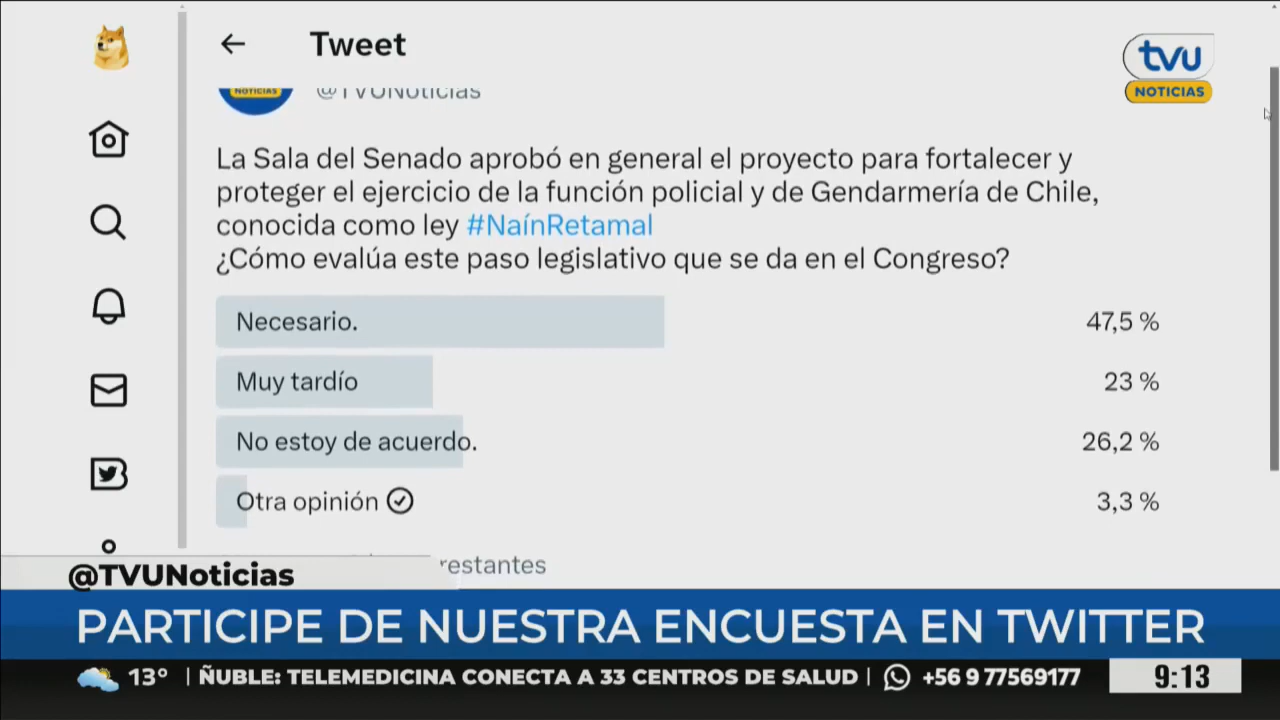 Tweet
tvu
NOTICIAS
NOTICIAS
@TVUNoticias
La Sala del Senado aprobó en general el proyecto para fortalecer y
proteger el ejercicio de la función policial y de Gendarmería de Chile,
conocida como ley #NaínRetamal
¿Cómo evalúa este paso legislativo que se da en el Congreso?
Necesario. 47,5 %
Muy tardío 23 %
No estoy de acuerdo. 26,2 %
Otra opinión 3,3 %
restantes
@TVUNoticias
PARTICIPE DE NUESTRA ENCUESTA EN TWITTER
13° | ÑUBLE: TELEMEDICINA CONECTA A 33 CENTROS DE SALUD | +56 9 77569177
9:13